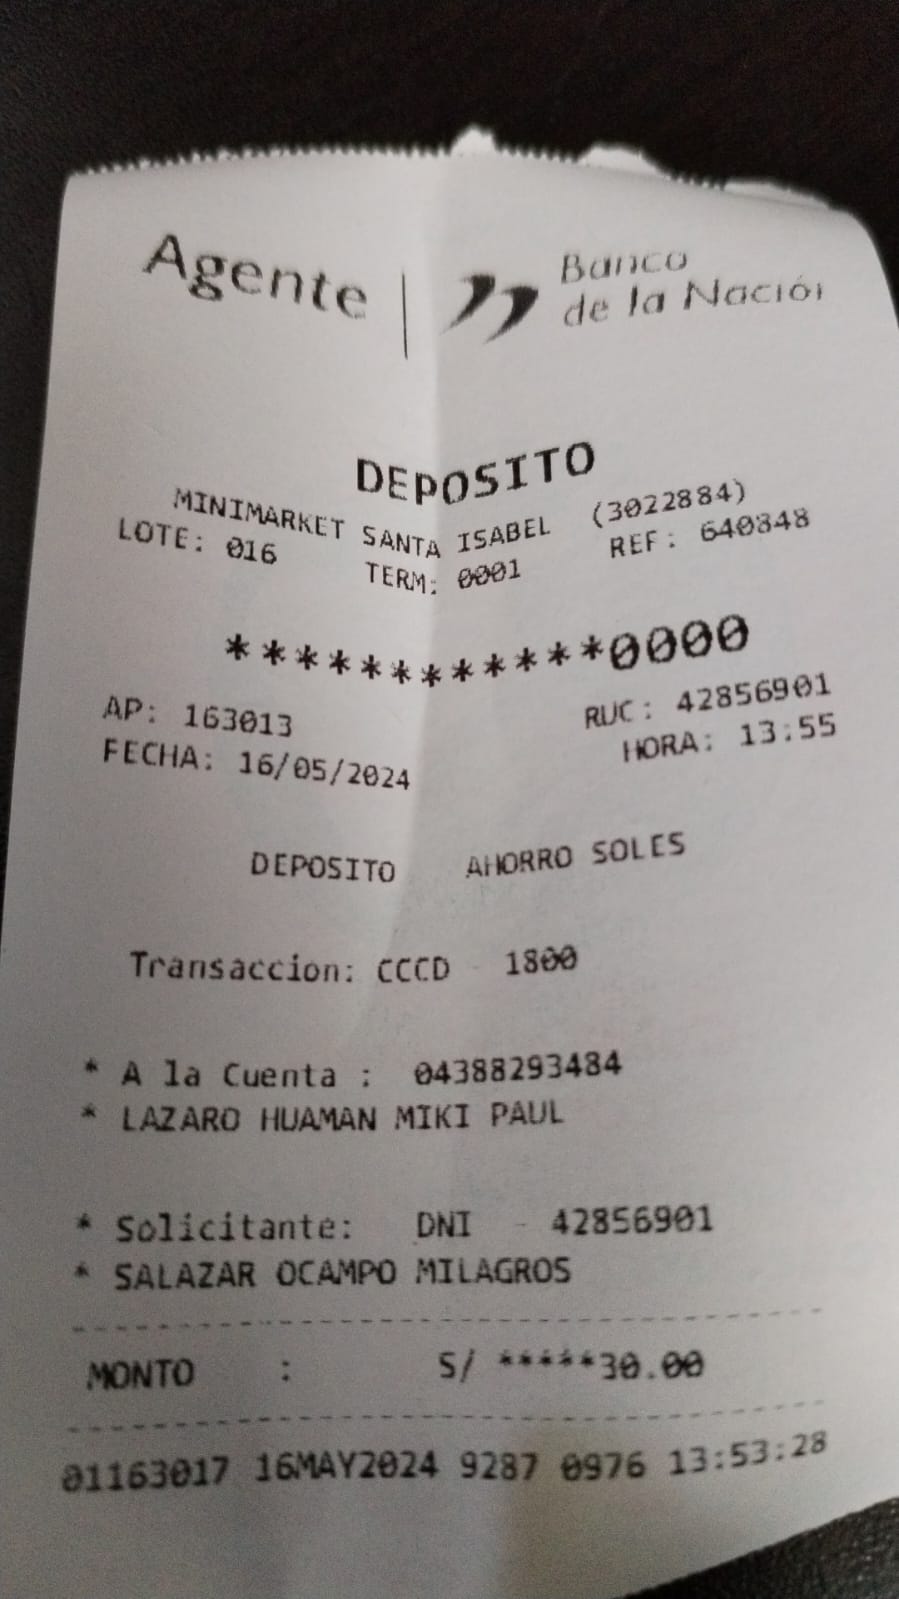 Agente | Banco
de la Nación
DEPOSITO
MINIMARKET SANTA ISABEL (3022884)
LOTE: 016 TERM: 0001 REF: 640848
************0000
AP: 163013 RUC: 42856901
FECHA: 16/05/2024 HORA: 13:55
DEPOSITO AHORRO SOLES
Transaccion: CCCD - 1800
* A la Cuenta : 04388293484
* LAZARO HUAMAN MIKI PAUL
* Solicitante: DNI - 42856901
* SALAZAR OCAMPO MILAGROS
MONTO : S/ *****30.00
01163017 16MAY2024 9287 0976 13:53:28